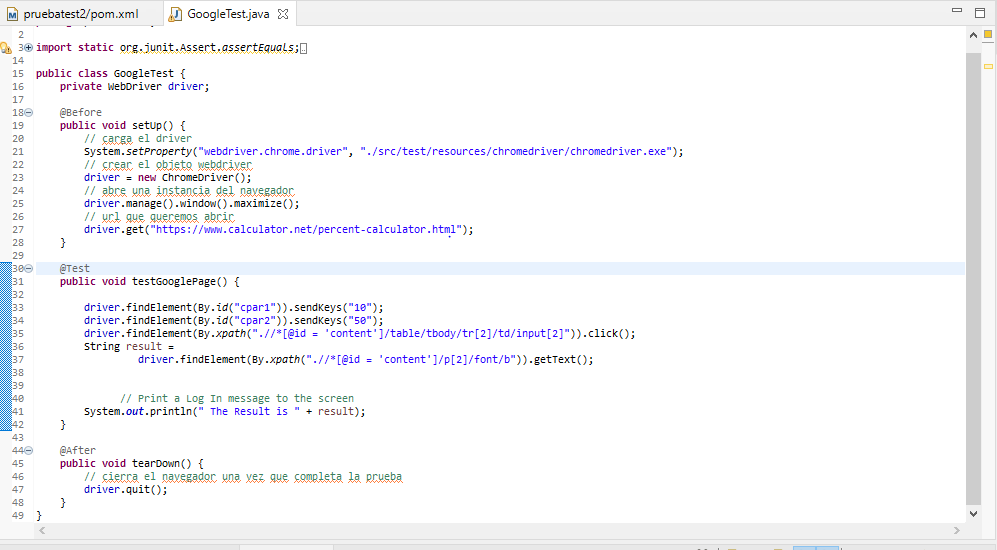 pruebatest2/pom.xml GoogleTest.java
2
3 import static org.junit.Assert.assertEquals;
14
15 public class GoogleTest {
16 private WebDriver driver;
17
18 @Before
19 public void setUp() {
20 // carga el driver
21 System.setProperty("webdriver.chrome.driver", "./src/test/resources/chromedriver/chromedriver.exe");
22 // crear el objeto webdriver
23 driver = new ChromeDriver();
24 // abre una instancia del navegador
25 driver.manage().window().maximize();
26 // url que queremos abrir
27 driver.get("https://www.calculator.net/percent-calculator.html");
28 }
29
30 @Test
31 public void testGooglePage() {
32
33 driver.findElement(By.id("cpar1")).sendKeys("10");
34 driver.findElement(By.id("cpar2")).sendKeys("50");
35 driver.findElement(By.xpath(".//*[@id = 'content']/table/tbody/tr[2]/td/input[2]")).click();
36 String result =
37 driver.findElement(By.xpath(".//*[@id = 'content']/p[2]/font/b")).getText();
38
39
40 // Print a Log In message to the screen
41 System.out.println(" The Result is " + result);
42 }
43
44 @After
45 public void tearDown() {
46 // cierra el navegador una vez que completa la prueba
47 driver.quit();
48 }
49 }